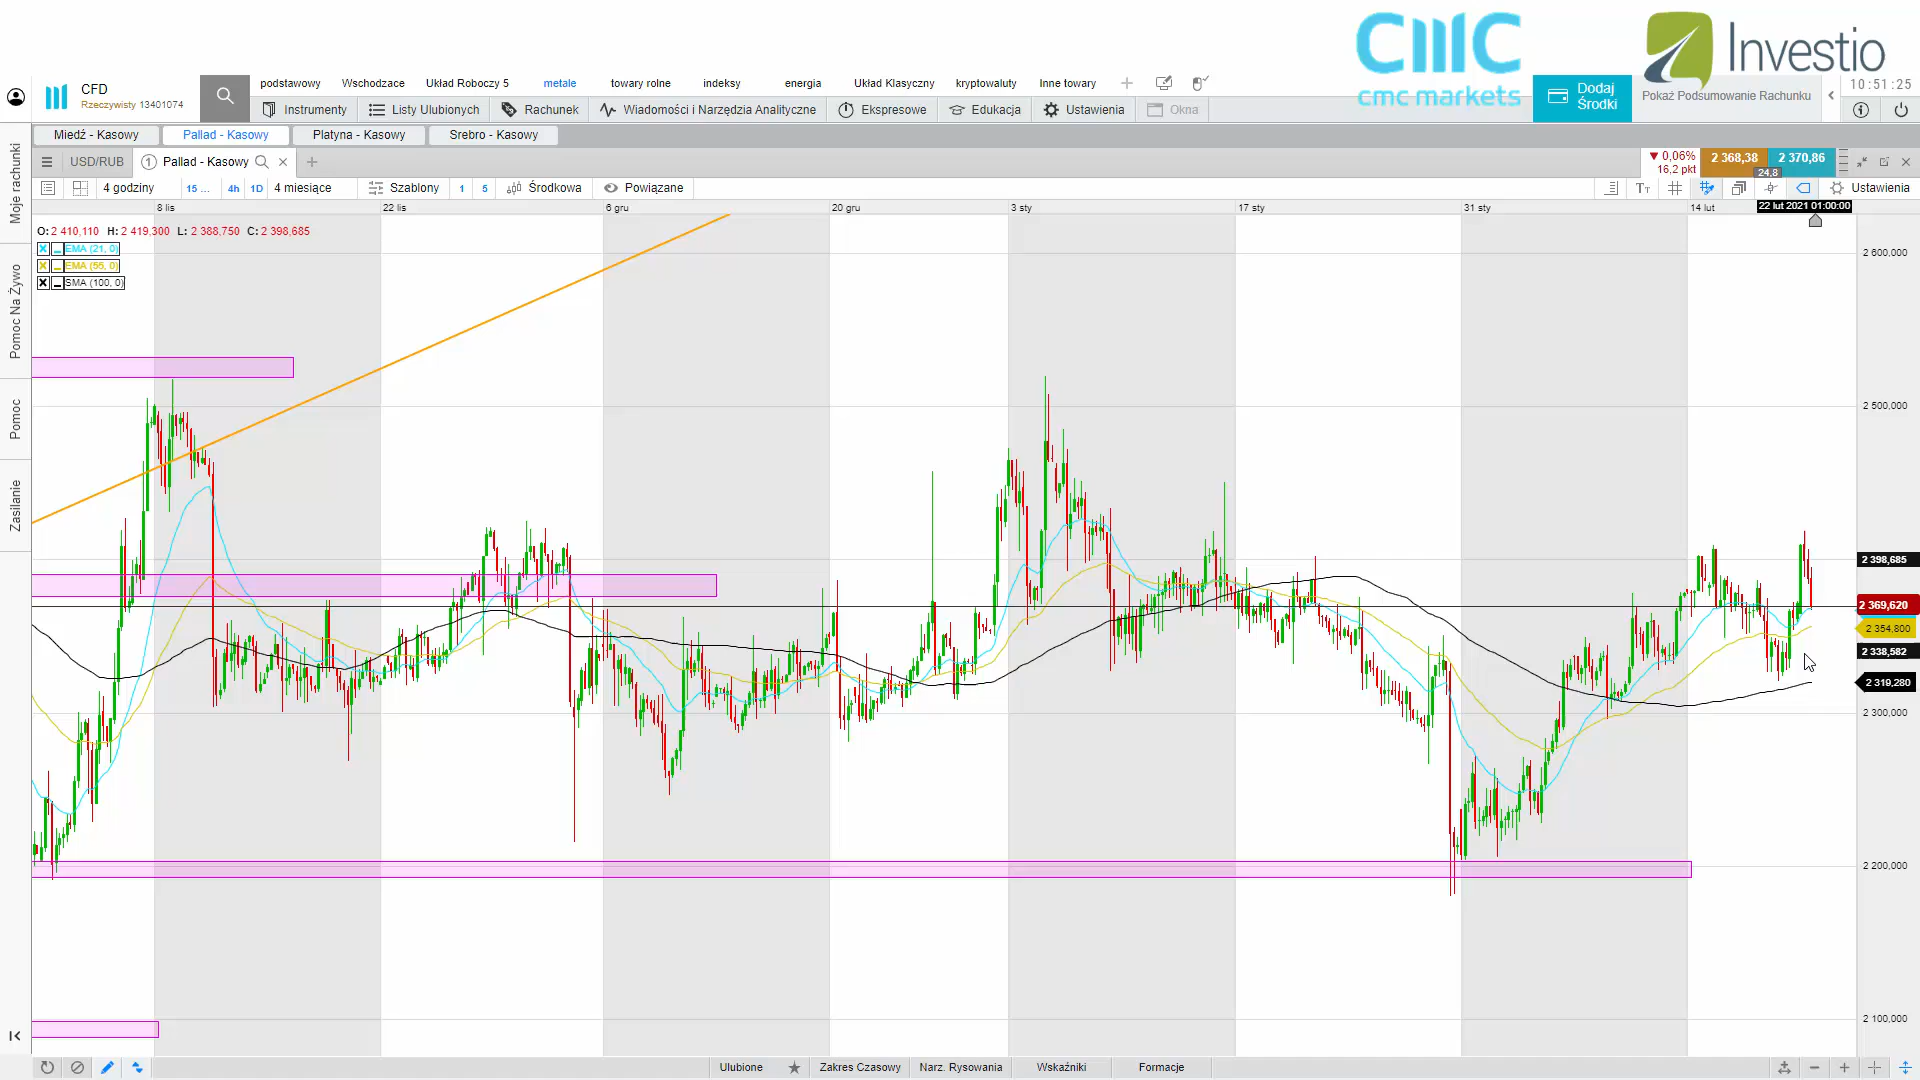 CMC
cmc markets
Investio
CFD
Rzeczywisty 13401074
podstawowy Wschodzace Układ Roboczy 5 metale towary rolne indeksy energia Układ Klasyczny kryptowaluty Inne towary
10:51:25
Instrumenty Listy Ulubionych Rachunek Wiadomości i Narzędzia Analityczne Ekspresowe Edukacja Ustawienia Okna
Dodaj Środki
Pokaż Podsumowanie Rachunku
Miedź - Kasowy Pallad - Kasowy Platyna - Kasowy Srebro - Kasowy
USD/RUB 1 Pallad - Kasowy
0,06%
16,2 pkt
2 368,38 2 370,86
24,8
4 godziny 15 ... 4h 1D 4 miesiące Szablony 1 5 Środkowa Powiązane Ustawienia
8 lis 22 lis 6 gru 20 gru 3 sty 17 sty 31 sty 14 lut 22 lut 2021 01:00:00
O: 2 410,110 H: 2 419,300 L: 2 388,750 C: 2 398,685
EMA (21, 0)
EMA (55, 0)
SMA (100, 0)
2 600,000
2 500,000
2 398,685
2 369,620
2 354,800
2 338,582
2 319,280
2 300,000
2 200,000
2 100,000
Moje rachunki
Pomoc Na Żywo
Pomoc
Zasilanie
Ulubione Zakres Czasowy Narz. Rysowania Wskaźniki Formacje